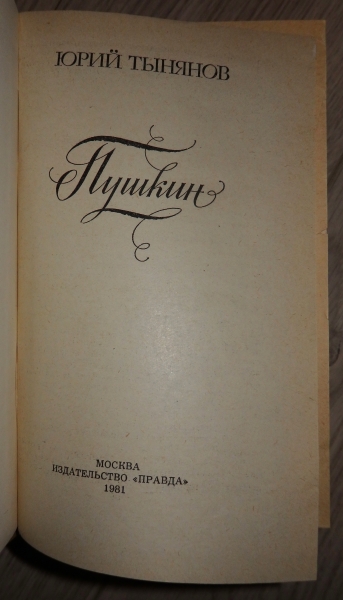 ЮРИЙ ТЫНЯНОВ
Пушкин
МОСКВА
ИЗДАТЕЛЬСТВО «ПРАВДА»
1981